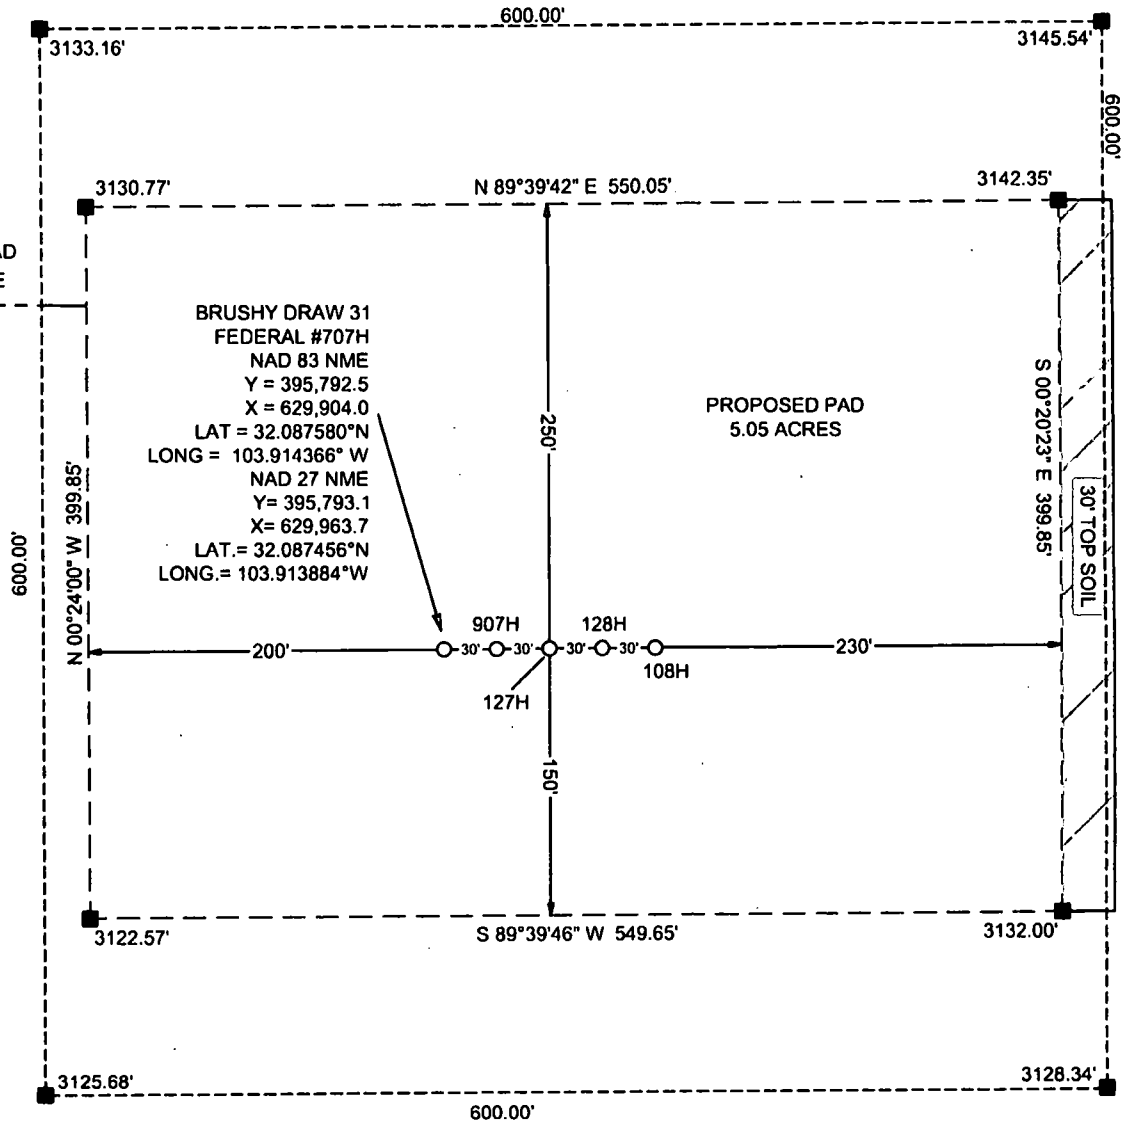 600.00'
3133.16'
3145.54'
600.00'
3130.77'
N 89°39'42" E 550.05'
3142.35'
AD
E
BRUSHY DRAW 31
FEDERAL #707H
NAD 83 NME
Y = 395,792.5
X = 629,904.0
LAT = 32.087580°N
LONG = 103.914366° W
NAD 27 NME
Y= 395,793.1
X= 629,963.7
LAT.= 32.087456°N
LONG.= 103.913884°W
250'
PROPOSED PAD
5.05 ACRES
S 00°20'23" E 399.85'
30' TOP SOIL
N 00°24'00" W 399.85'
600.00'
907H
128H
200'
30'
30'
30'
30'
230'
127H
108H
150'
3122.57'
S 89°39'46" W 549.65'
3132.00'
3125.68'
3128.34'
600.00'